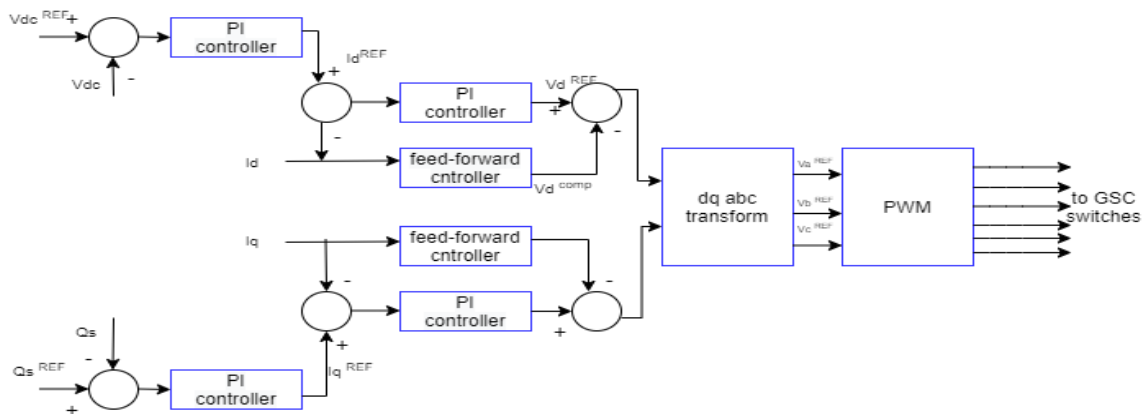 Vdc REF +
PI
controller
-
Vdc
+ Id REF
PI
controller
Vd REF
+
-
-
Id
feed-forward
cntroller
Vd comp
dq abc
transform
Va REF
Vb REF
Vc REF
PWM
to GSC
switches
Iq
feed-forward
cntroller
-
-
PI
controller
+
+
Qs
-
Qs REF
+
PI
controller
Iq REF